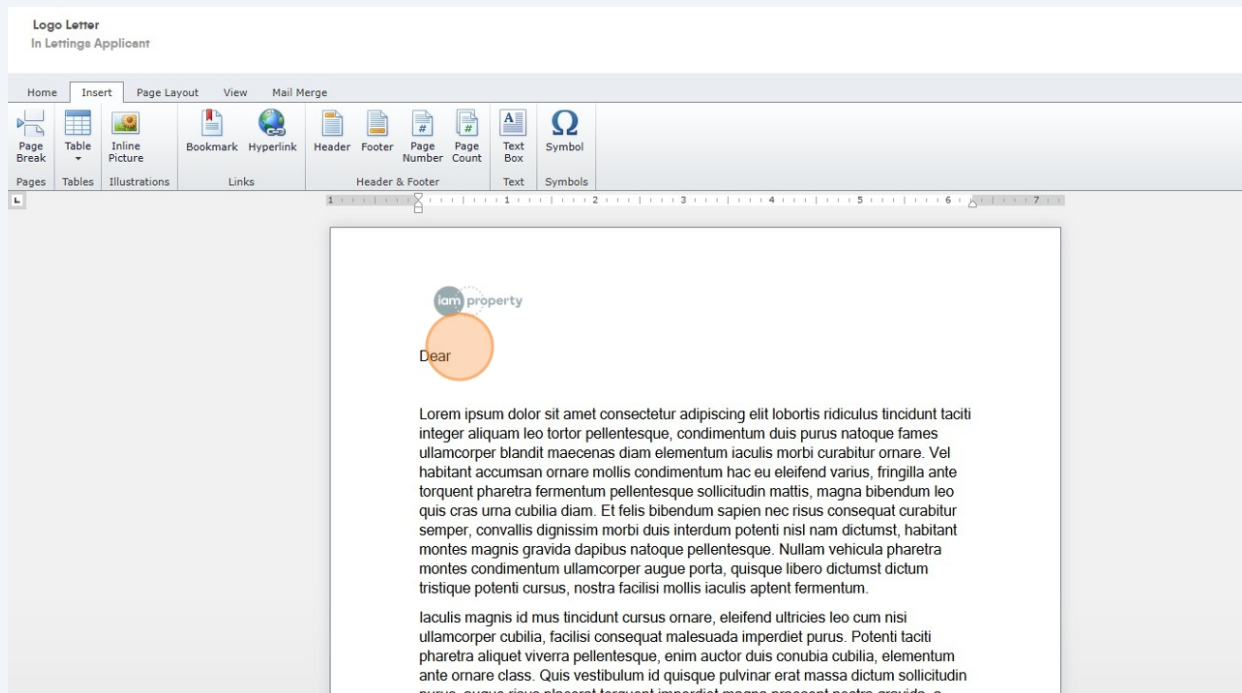 Logo Letter
In Lettings Applicant
Home Insert Page Layout View Mail Merge
Page Break Table Inline Picture Bookmark Hyperlink Header Footer Page Number Page Count Text Box Symbol
Pages Tables Illustrations Links Header & Footer Text Symbols
L 1 1 2 3 4 5 6 7
iam property
Dear
Lorem ipsum dolor sit amet consectetur adipiscing elit lobortis ridiculus tincidunt taciti
integer aliquam leo tortor pellentesque, condimentum duis purus natoque fames
ullamcorper blandit maecenas diam elementum iaculis morbi curabitur ornare. Vel
habitant accumsan ornare mollis condimentum hac eu eleifend varius, fringilla ante
torquent pharetra fermentum pellentesque sollicitudin mattis, magna bibendum leo
quis cras urna cubilia diam. Et felis bibendum sapien nec risus consequat curabitur
semper, convallis dignissim morbi duis interdum potenti nisl nam dictumst, habitant
montes magnis gravida dapibus natoque pellentesque. Nullam vehicula pharetra
montes condimentum ullamcorper augue porta, quisque libero dictumst dictum
tristique potenti cursus, nostra facilisi mollis iaculis aptent fermentum.
Iaculis magnis id mus tincidunt cursus ornare, eleifend ultricies leo cum nisi
ullamcorper cubilia, facilisi consequat malesuada imperdiet purus. Potenti taciti
pharetra aliquet viverra pellentesque, enim auctor duis conubia cubilia, elementum
ante ornare class. Quis vestibulum id quisque pulvinar erat massa dictum sollicitudin